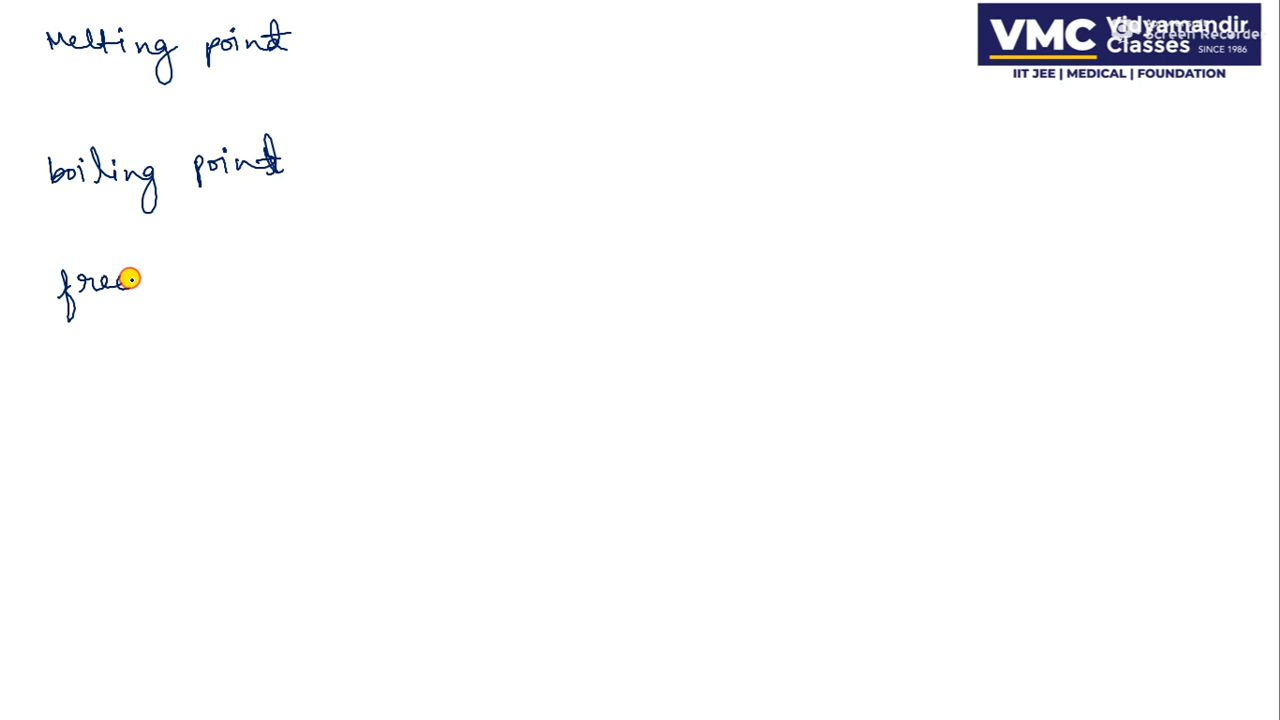 Melting point
VMC Vidyamandir Classes SINCE 1986
IIT JEE | MEDICAL | FOUNDATION
boiling point
free